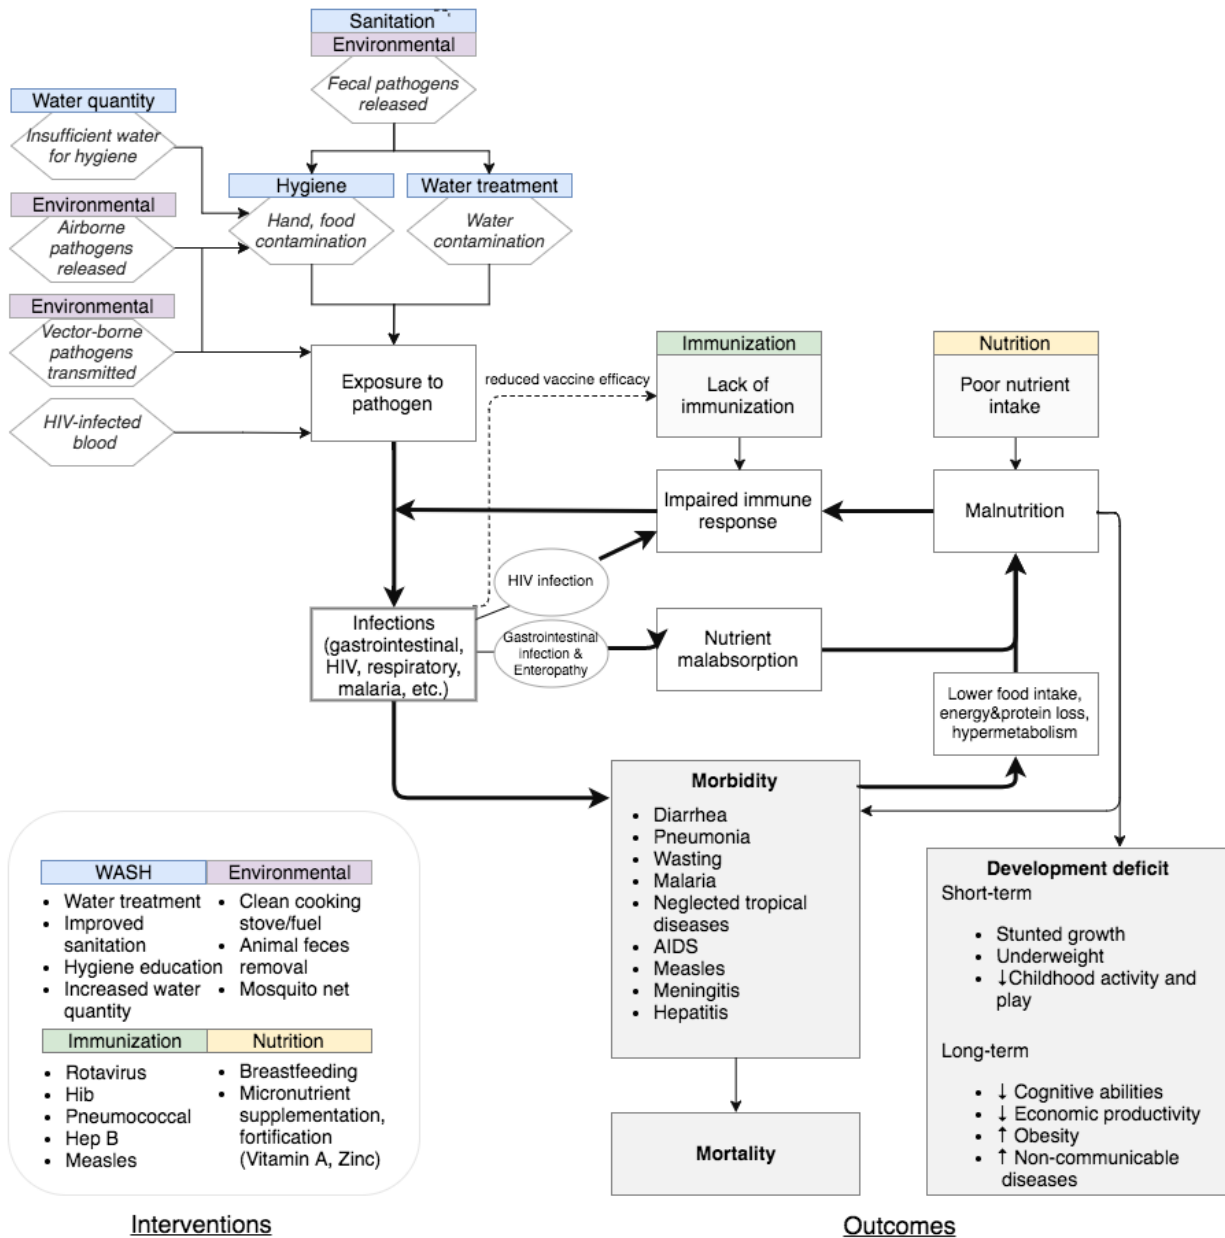 Sanitation
Environmental
Fecal pathogens
released
Water quantity
Insufficient water
for hygiene
Hygiene
Hand, food
contamination
Water treatment
Water
contamination
Environmental
Airborne
pathogens
released
Environmental
Vector-borne
pathogens
transmitted
HIV-infected
blood
Exposure to
pathogen
reduced vaccine efficacy
Immunization
Lack of
immunization
Nutrition
Poor nutrient
intake
Impaired immune
response
Malnutrition
HIV infection
Infections
(gastrointestinal,
HIV, respiratory,
malaria, etc.)
Gastrointestinal
infection &
Enteropathy
Nutrient
malabsorption
Lower food intake,
energy&protein loss,
hypermetabolism
Morbidity
• Diarrhea
• Pneumonia
• Wasting
• Malaria
• Neglected tropical
diseases
• AIDS
• Measles
• Meningitis
• Hepatitis
Mortality
Development deficit
Short-term
• Stunted growth
• Underweight
• ↓Childhood activity and
play
Long-term
• ↓ Cognitive abilities
• ↓ Economic productivity
• ↑ Obesity
• ↑ Non-communicable
diseases
WASH
• Water treatment
• Improved
sanitation
• Hygiene education
• Increased water
quantity
Environmental
• Clean cooking
stove/fuel
• Animal feces
removal
• Mosquito net
Immunization
• Rotavirus
• Hib
• Pneumococcal
• Hep B
• Measles
Nutrition
• Breastfeeding
• Micronutrient
supplementation,
fortification
(Vitamin A, Zinc)
Interventions
Outcomes